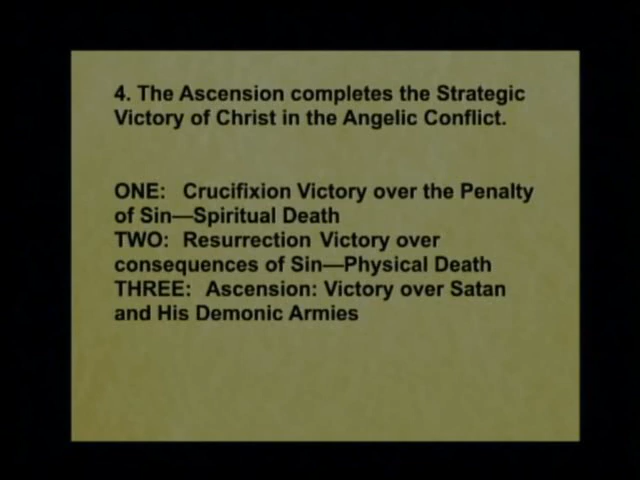 4. The Ascension completes the Strategic
Victory of Christ in the Angelic Conflict.
ONE: Crucifixion Victory over the Penalty
of Sin—Spiritual Death
TWO: Resurrection Victory over
consequences of Sin—Physical Death
THREE: Ascension: Victory over Satan
and His Demonic Armies